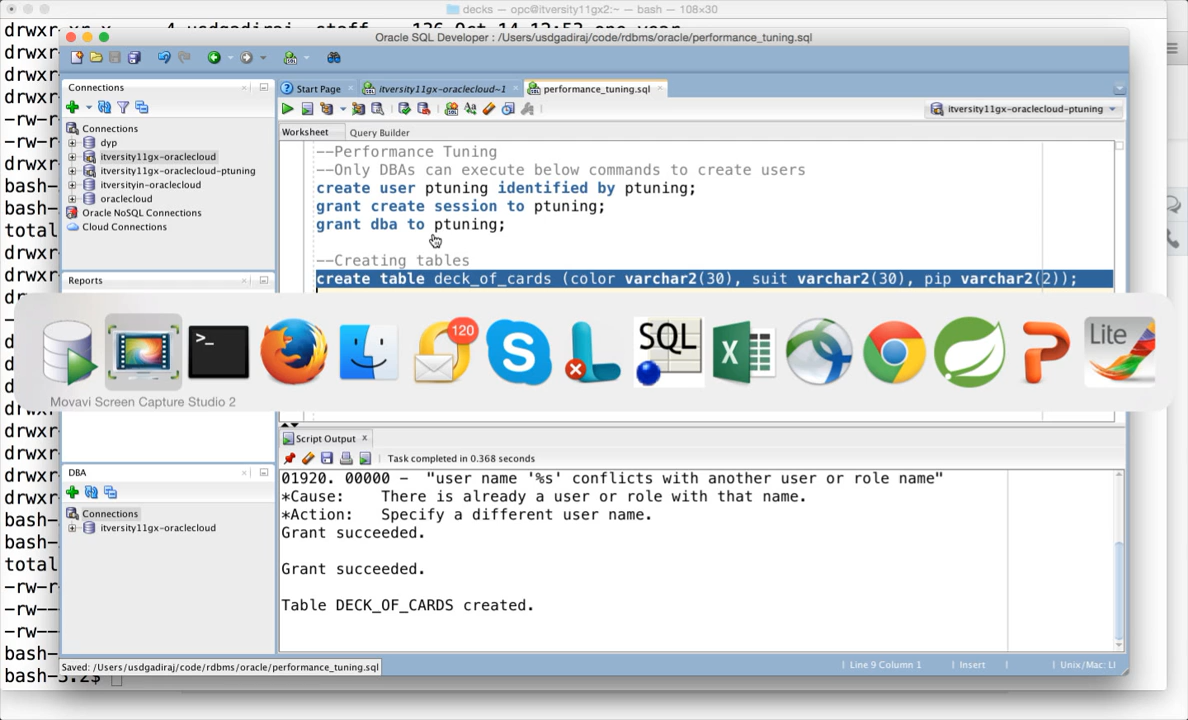 decks — opc@itversity11gx2:~ — bash — 108×30
Oracle SQL Developer : /Users/usdgadiraj/code/rdbms/oracle/performance_tuning.sql
Connections
Start Page
itversity11gx-oraclecloud~1
performance_tuning.sql
itversity11gx-oraclecloud-ptuning
Worksheet
Query Builder
Connections
dyp
itversity11gx-oraclecloud
itversity11gx-oraclecloud-ptuning
itversityin-oraclecloud
oraclecloud
Oracle NoSQL Connections
Cloud Connections
Reports
--Performance Tuning
--Only DBAs can execute below commands to create users
create user ptuning identified by ptuning;
grant create session to ptuning;
grant dba to ptuning;
--Creating tables
create table deck_of_cards (color varchar2(30), suit varchar2(30), pip varchar2(2));
120
SQL
Lite
Movavi Screen Capture Studio 2
Script Output
Task completed in 0.368 seconds
DBA
Connections
itversity11gx-oraclecloud
01920. 00000 - "user name '%s' conflicts with another user or role name"
*Cause: There is already a user or role with that name.
*Action: Specify a different user name.
Grant succeeded.
Grant succeeded.
Table DECK_OF_CARDS created.
Saved: /Users/usdgadiraj/code/rdbms/oracle/performance_tuning.sql
Line 9 Column 1
Insert
Unix/Mac: LI